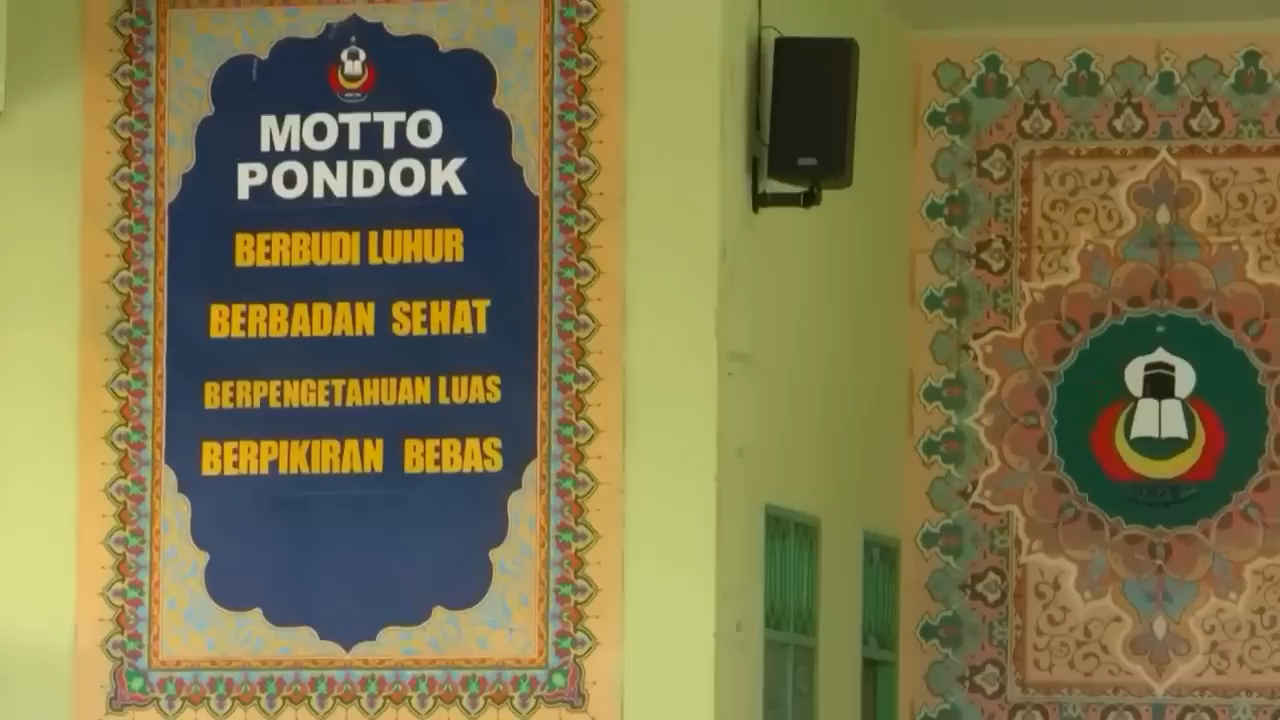 MOTTO
PONDOK
BERBUDI LUHUR
BERBADAN SEHAT
BERPENGETAHUAN LUAS
BERPIKIRAN BEBAS